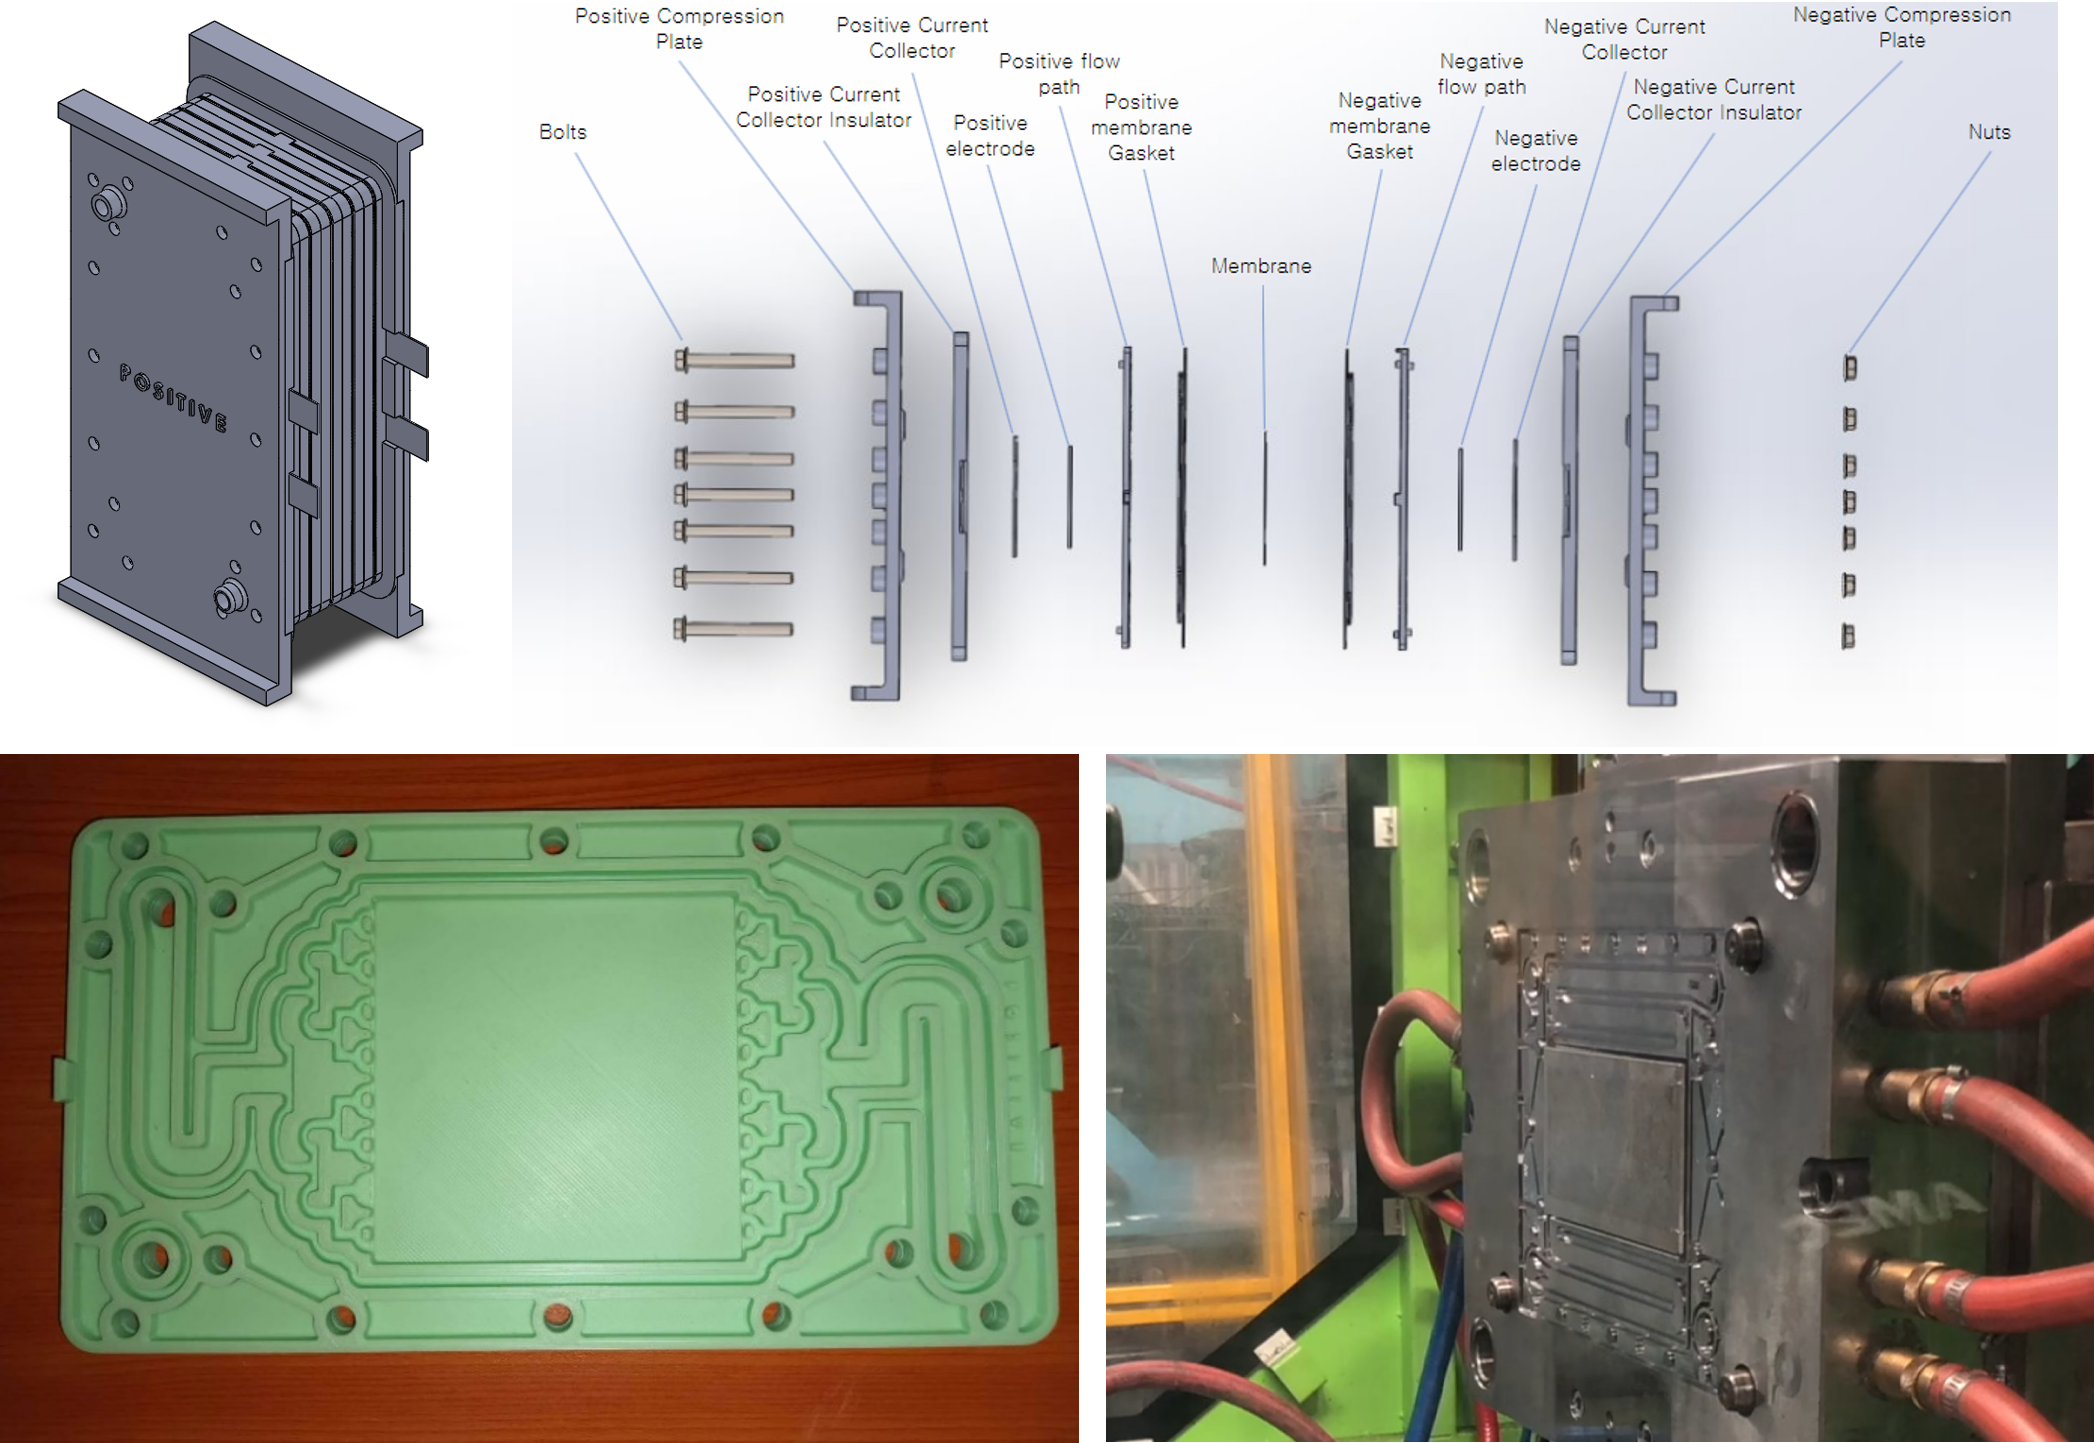 Positive Compression
Plate
Positive Current
Collector
Positive flow
path
Positive Current
Collector Insulator
Positive
electrode
Positive
membrane
Gasket
Bolts
Membrane
Negative
membrane
Gasket
Negative
flow path
Negative Current
Collector
Negative Current
Collector Insulator
Negative
electrode
Negative Compression
Plate
Nuts
POSITIVE